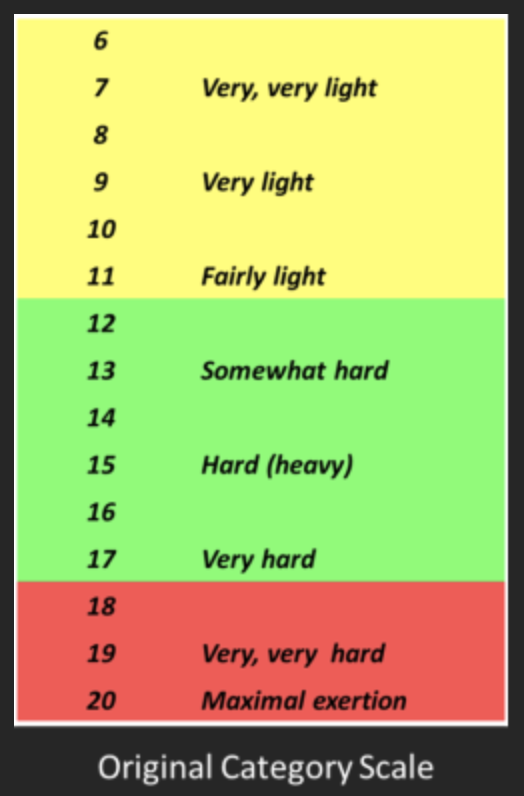 6
7 Very, very light
8
9 Very light
10
11 Fairly light
12
13 Somewhat hard
14
15 Hard (heavy)
16
17 Very hard
18
19 Very, very hard
20 Maximal exertion
Original Category Scale